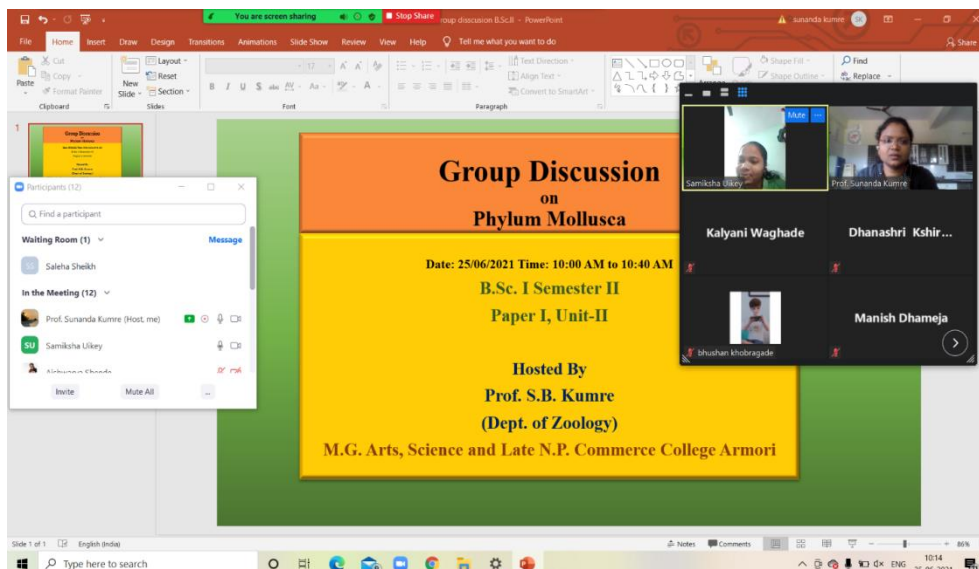 You are screen sharing
Stop Share
roup disscusion B.Sc.II - PowerPoint
sunanda kumre
SK
File Home Insert Draw Design Transitions Animations Slide Show Review View Help Tell me what you want to do
Share
Paste
Cut
Copy
Format Painter
Clipboard
New
Slide
Layout
Reset
Section
Slides
17
Font
Text Direction
Align Text
Convert to SmartArt
Paragraph
Shape Fill
Shape Outline
Find
Replace
1
Participants (12)
Find a participant
Waiting Room (1)
Message
SS
Saleha Sheikh
In the Meeting (12)
Prof. Sunanda Kumre (Host, me)
SU
Samiksha Uikey
Invite
Mute All
...
Group Discussion
on
Phylum Mollusca
Date: 25/06/2021 Time: 10:00 AM to 10:40 AM
B.Sc. I Semester II
Paper I, Unit-II
Hosted By
Prof. S.B. Kumre
(Dept. of Zoology)
M.G. Arts, Science and Late N.P. Commerce College Armori
Mute
...
Samiksha Uikey
Prof. Sunanda Kumre
Kalyani Waghade
Dhanashri Kshir...
bhushan khobragade
Manish Dhameja
Slide 1 of 1
English (India)
Notes
Comments
86%
Type here to search
ENG
10:14